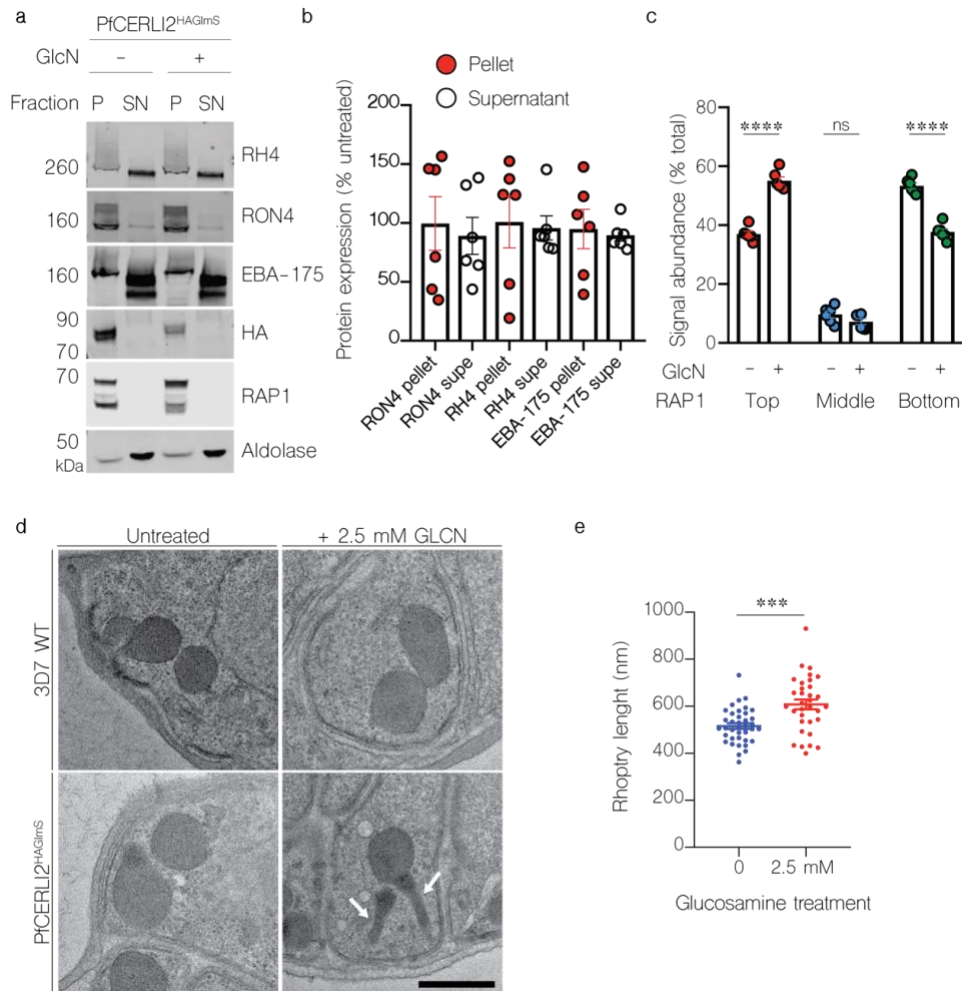 a
PfCERLI2HAGlmS
GlcN − +
Fraction P SN P SN
260 RH4
160 RON4
160 EBA-175
90
70 HA
70 RAP1
50
kDa Aldolase
b
Pellet
Supernatant
Protein expression (% untreated)
200
150
100
50
0
RON4 pellet
RON4 supe
RH4 pellet
RH4 supe
EBA-175 pellet
EBA-175 supe
c
Signal abundance (% total)
80
60
40
20
0
**** ns ****
GlcN − + − + − +
RAP1 Top Middle Bottom
d
Untreated + 2.5 mM GLCN
3D7 WT
PfCERLI2HAGlmS
e
Rhoptry lenght (nm)
1000
800
600
400
200
0
***
0 2.5 mM
Glucosamine treatment